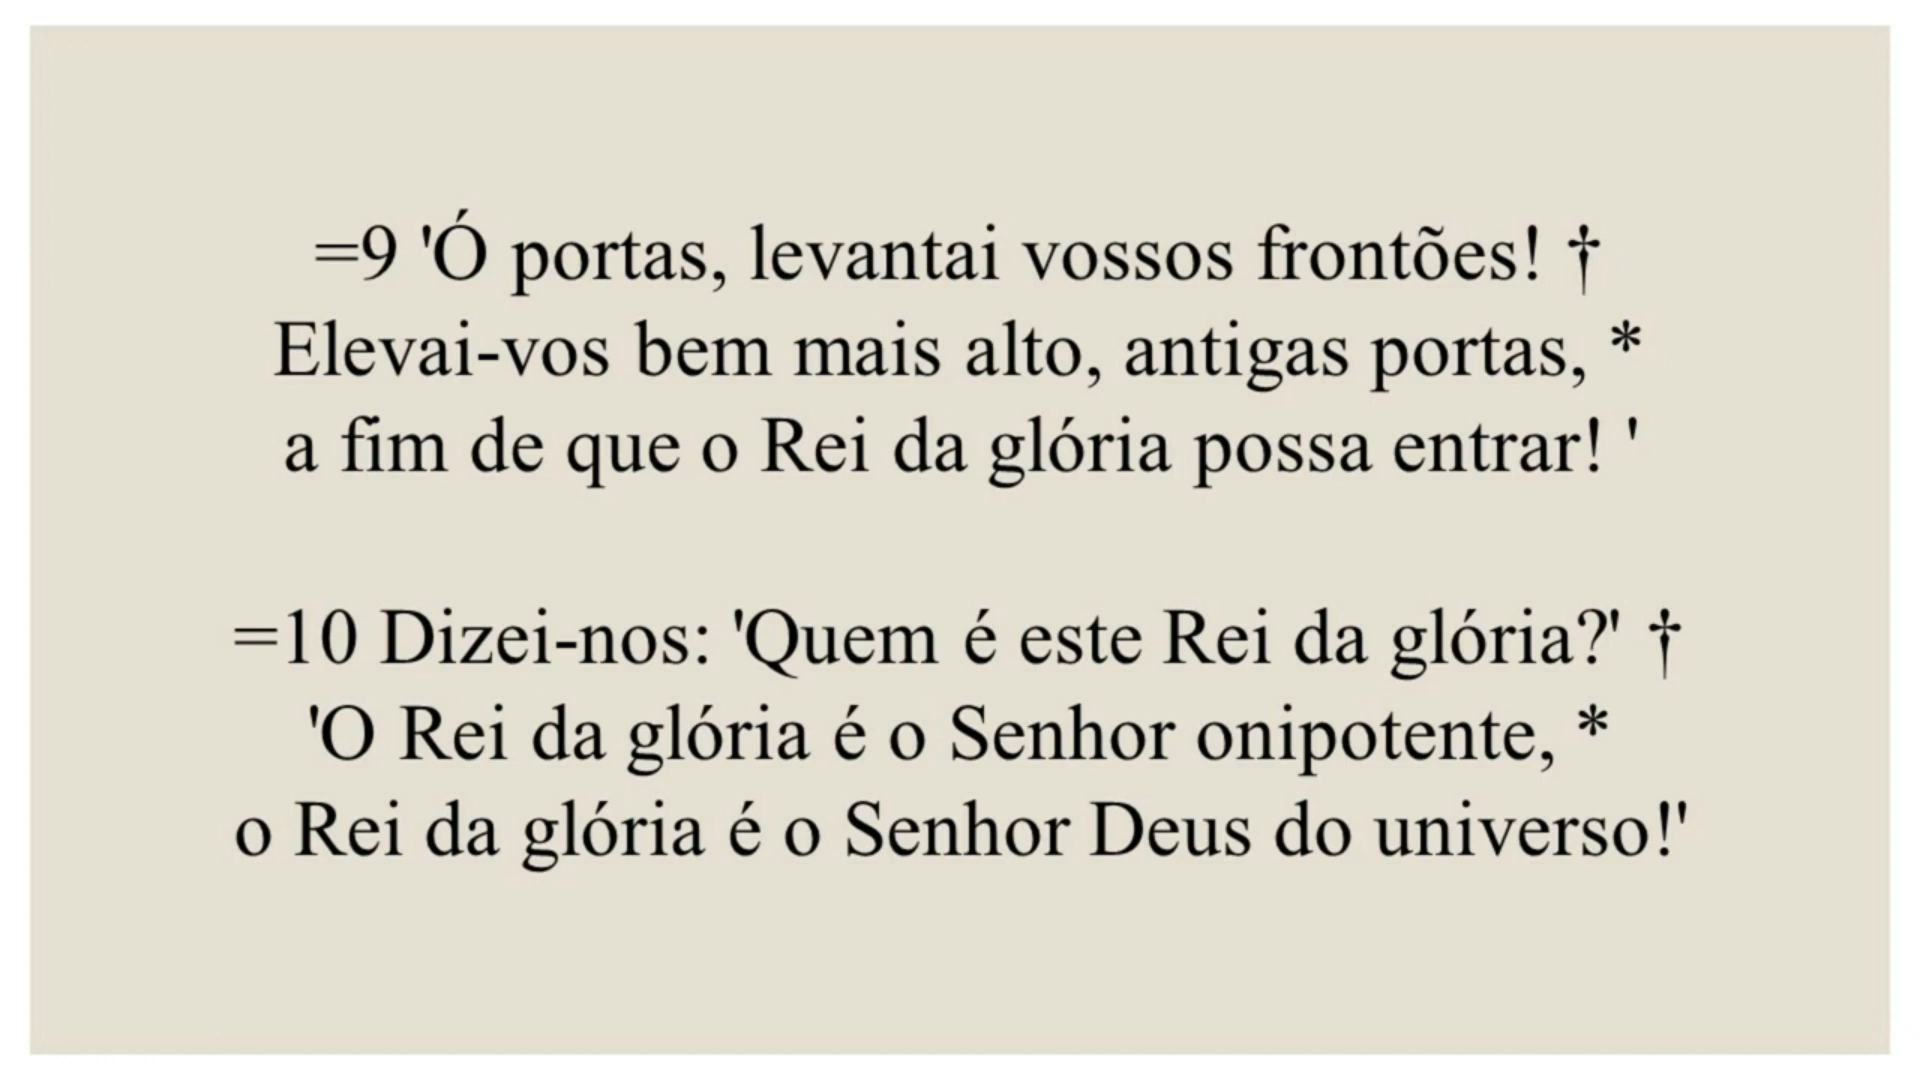 =9 'Ó portas, levantai vossos frontões! †
Elevai-vos bem mais alto, antigas portas, *
a fim de que o Rei da glória possa entrar! '
=10 Dizei-nos: 'Quem é este Rei da glória?' †
'O Rei da glória é o Senhor onipotente, *
o Rei da glória é o Senhor Deus do universo!'